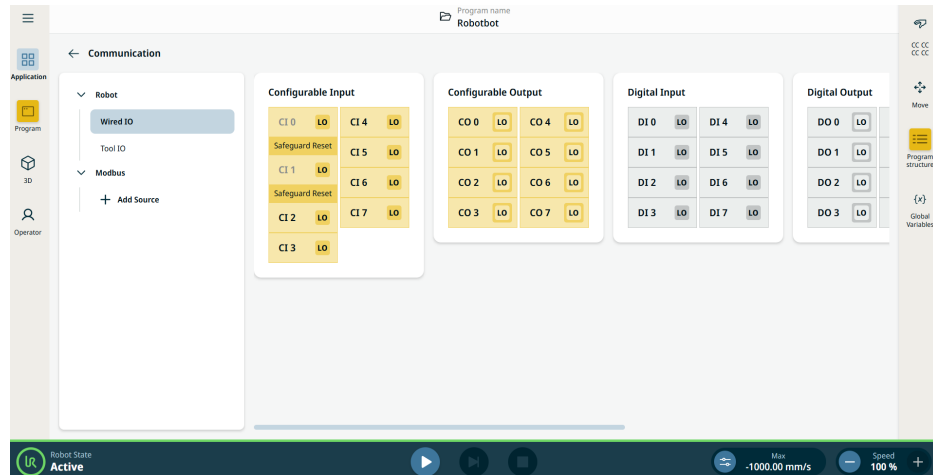 Program name
Robotbot
Communication
CC CC
CC CC
Application
Program
3D
Operator
Robot
Wired IO
Tool IO
Modbus
+ Add Source
Configurable Input
CI 0 LO CI 4 LO
Safeguard Reset
CI 5 LO
CI 1 LO
CI 6 LO
Safeguard Reset
CI 2 LO CI 7 LO
CI 3 LO
Configurable Output
CO 0 LO CO 4 LO
CO 1 LO CO 5 LO
CO 2 LO CO 6 LO
CO 3 LO CO 7 LO
Digital Input
DI 0 LO DI 4 LO
DI 1 LO DI 5 LO
DI 2 LO DI 6 LO
DI 3 LO DI 7 LO
Digital Output
DO 0 LO
DO 1 LO
DO 2 LO
DO 3 LO
Move
Program
structure
{x}
Global
Variables
UR
Robot State
Active
Max
-1000.00 mm/s
Speed
100 %